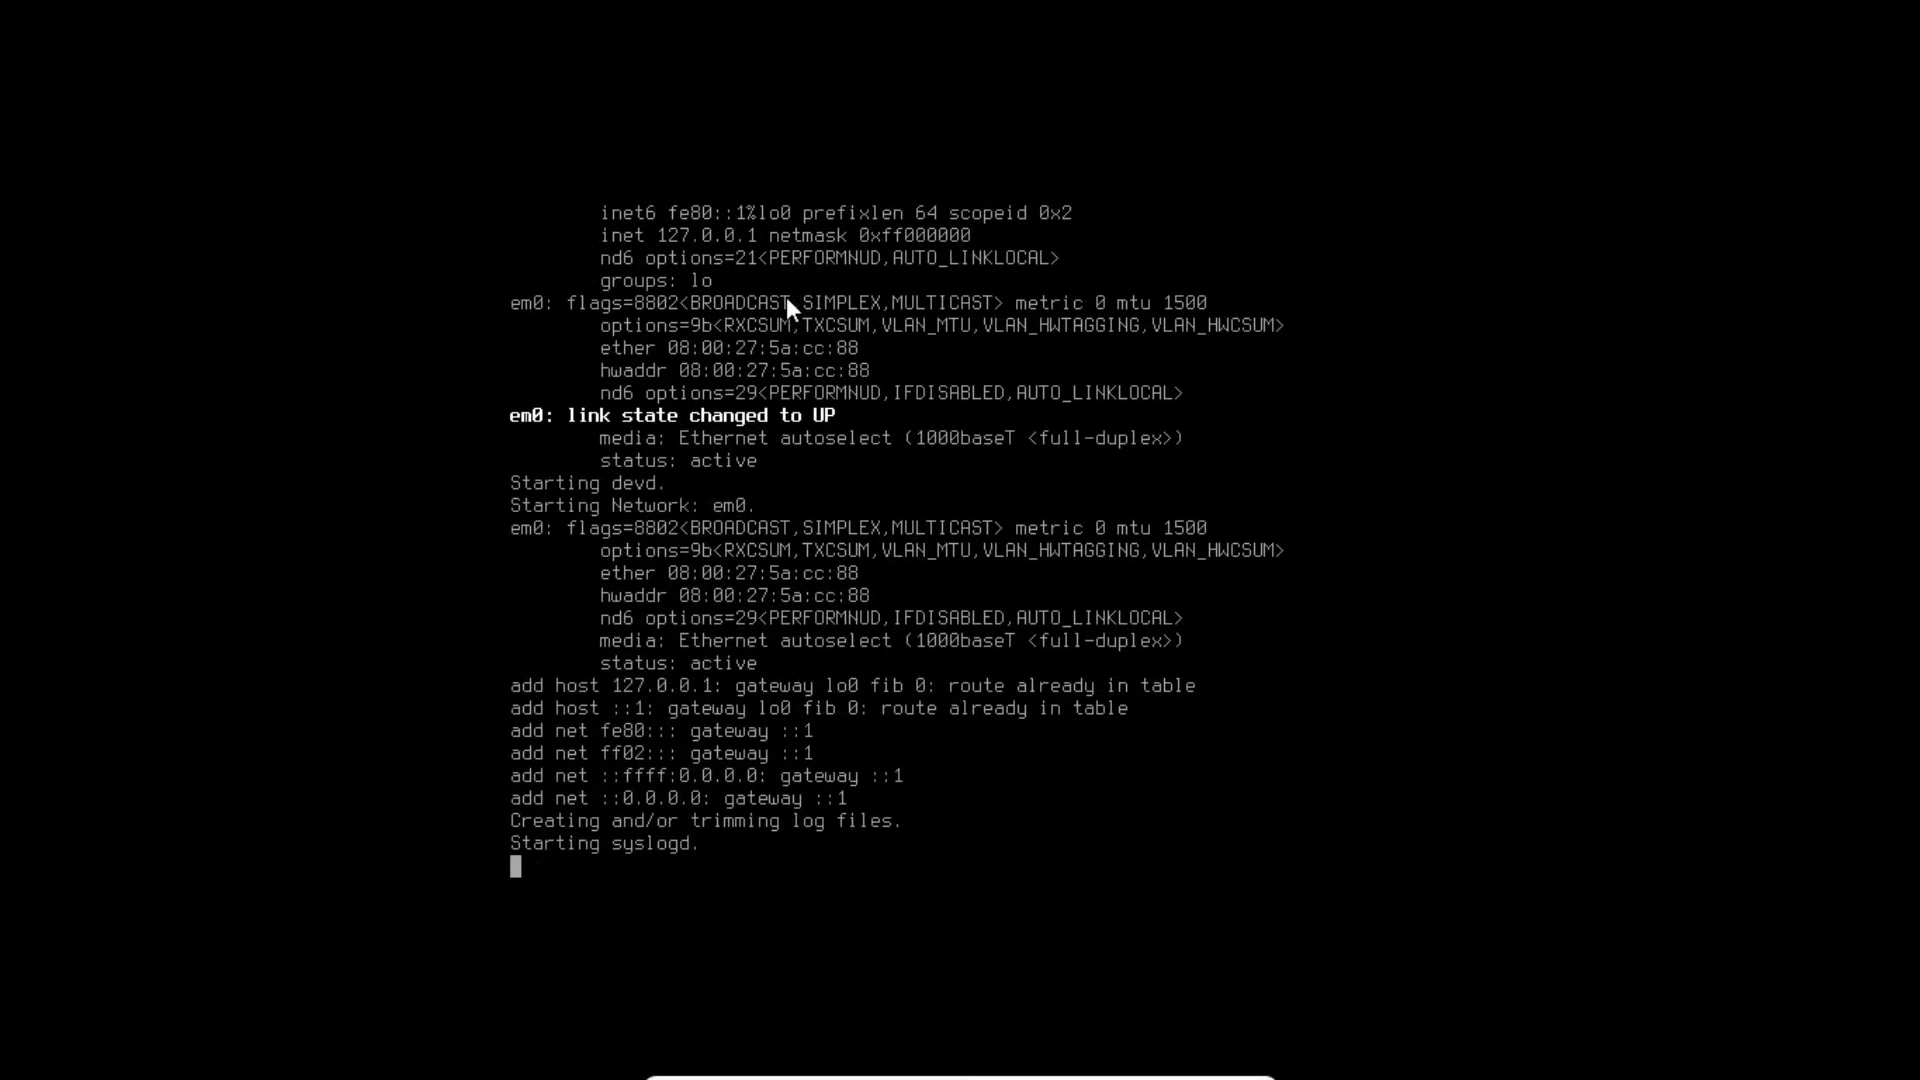 inet6 fe80::1%lo0 prefixlen 64 scopeid 0x2
inet 127.0.0.1 netmask 0xff000000
nd6 options=21<PERFORMNUD,AUTO_LINKLOCAL>
groups: lo
em0: flags=8802<BROADCAST,SIMPLEX,MULTICAST> metric 0 mtu 1500
options=9b<RXCSUM,TXCSUM,VLAN_MTU,VLAN_HWTAGGING,VLAN_HWCSUM>
ether 08:00:27:5a:cc:88
hwaddr 08:00:27:5a:cc:88
nd6 options=29<PERFORMNUD,IFDISABLED,AUTO_LINKLOCAL>
em0: link state changed to UP
media: Ethernet autoselect (1000baseT <full-duplex>)
status: active
Starting devd.
Starting Network: em0.
em0: flags=8802<BROADCAST,SIMPLEX,MULTICAST> metric 0 mtu 1500
options=9b<RXCSUM,TXCSUM,VLAN_MTU,VLAN_HWTAGGING,VLAN_HWCSUM>
ether 08:00:27:5a:cc:88
hwaddr 08:00:27:5a:cc:88
nd6 options=29<PERFORMNUD,IFDISABLED,AUTO_LINKLOCAL>
media: Ethernet autoselect (1000baseT <full-duplex>)
status: active
add host 127.0.0.1: gateway lo0 fib 0: route already in table
add host ::1: gateway lo0 fib 0: route already in table
add net fe80::: gateway ::1
add net ff02::: gateway ::1
add net ::ffff:0.0.0.0: gateway ::1
add net ::0.0.0.0: gateway ::1
Creating and/or trimming log files.
Starting syslogd.